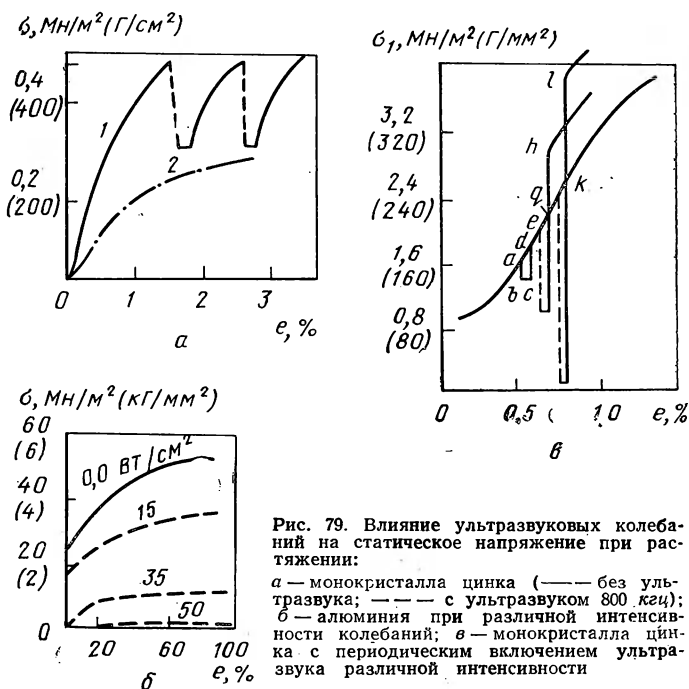 σ, Мн/м² (Г/см²)
0,4
(400)
0,2
(200)
1
2
0 1 2 3 e, %
а
σ₁, Мн/м² (Г/мм²)
3,2
(320)
2,4
(240)
1,6
(160)
0,8
(80)
l
h
k
q
e
d
a
b c
0 0,5 1,0 e, %
в
σ, Мн/м² (кГ/мм²)
60
(6)
40
(4)
20
(2)
0
0,0 вт/см²
15
35
50
20 60 100
e, %
б
Рис. 79. Влияние ультразвуковых колеба-
ний на статическое напряжение при рас-
тяжении:
а — монокристалла цинка (—— без уль-
тразвука; – – – с ультразвуком 800 кгц);
б — алюминия при различной интенсив-
ности колебаний; в — монокристалла цин-
ка с периодическим включением ультра-
звука различной интенсивности